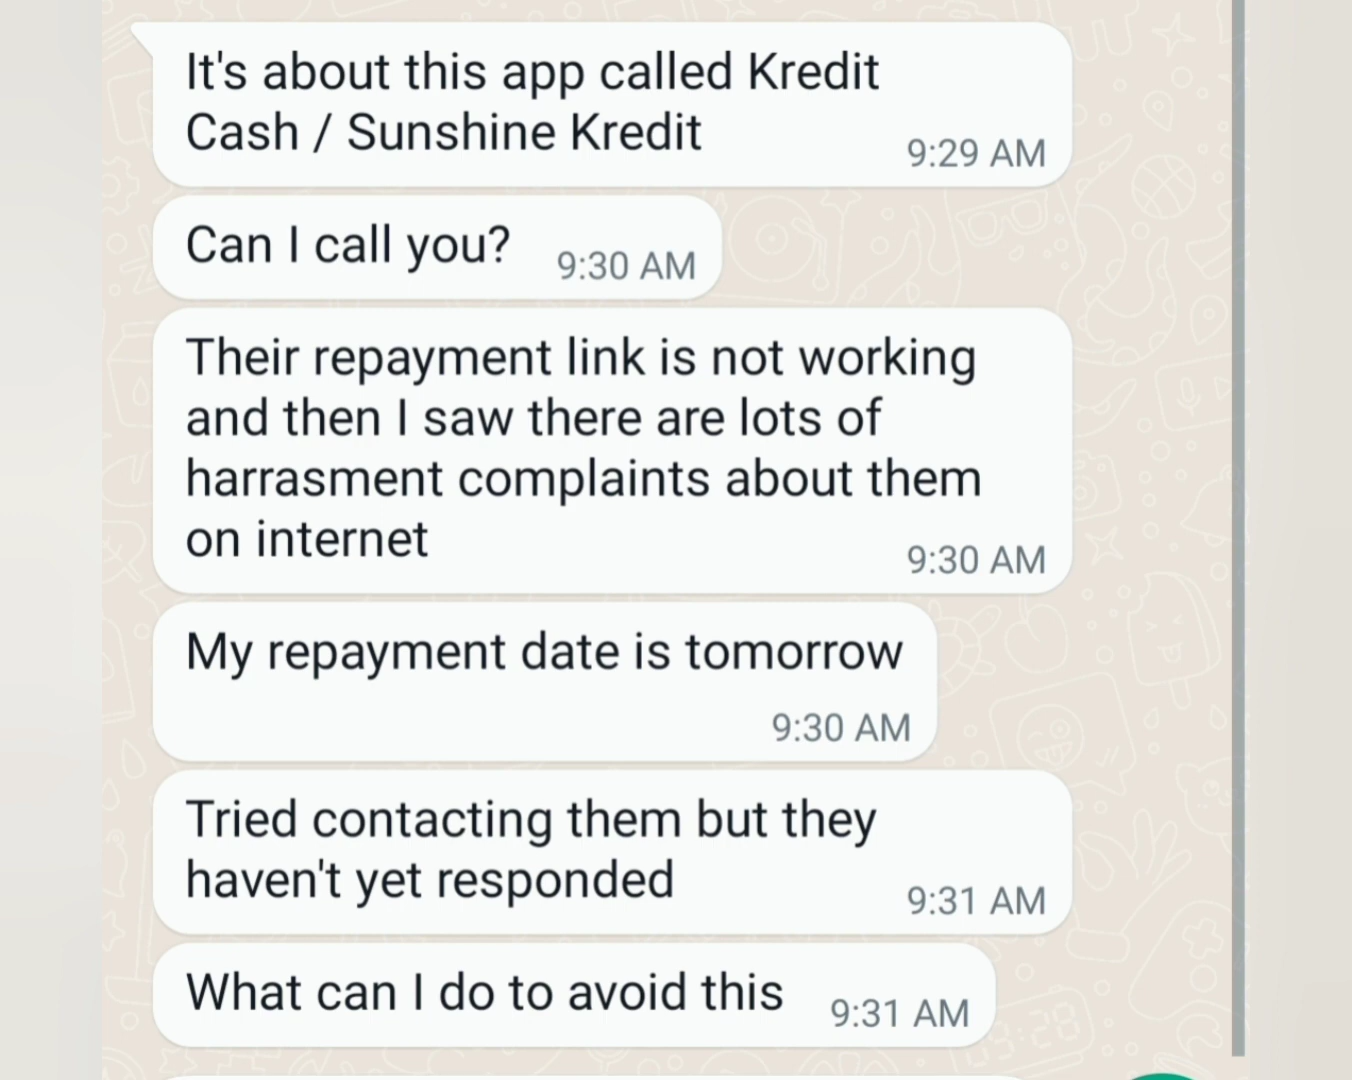 It's about this app called Kredit
Cash / Sunshine Kredit
9:29 AM
Can I call you?
9:30 AM
Their repayment link is not working
and then I saw there are lots of
harrasment complaints about them
on internet
9:30 AM
My repayment date is tomorrow
9:30 AM
Tried contacting them but they
haven't yet responded
9:31 AM
What can I do to avoid this
9:31 AM